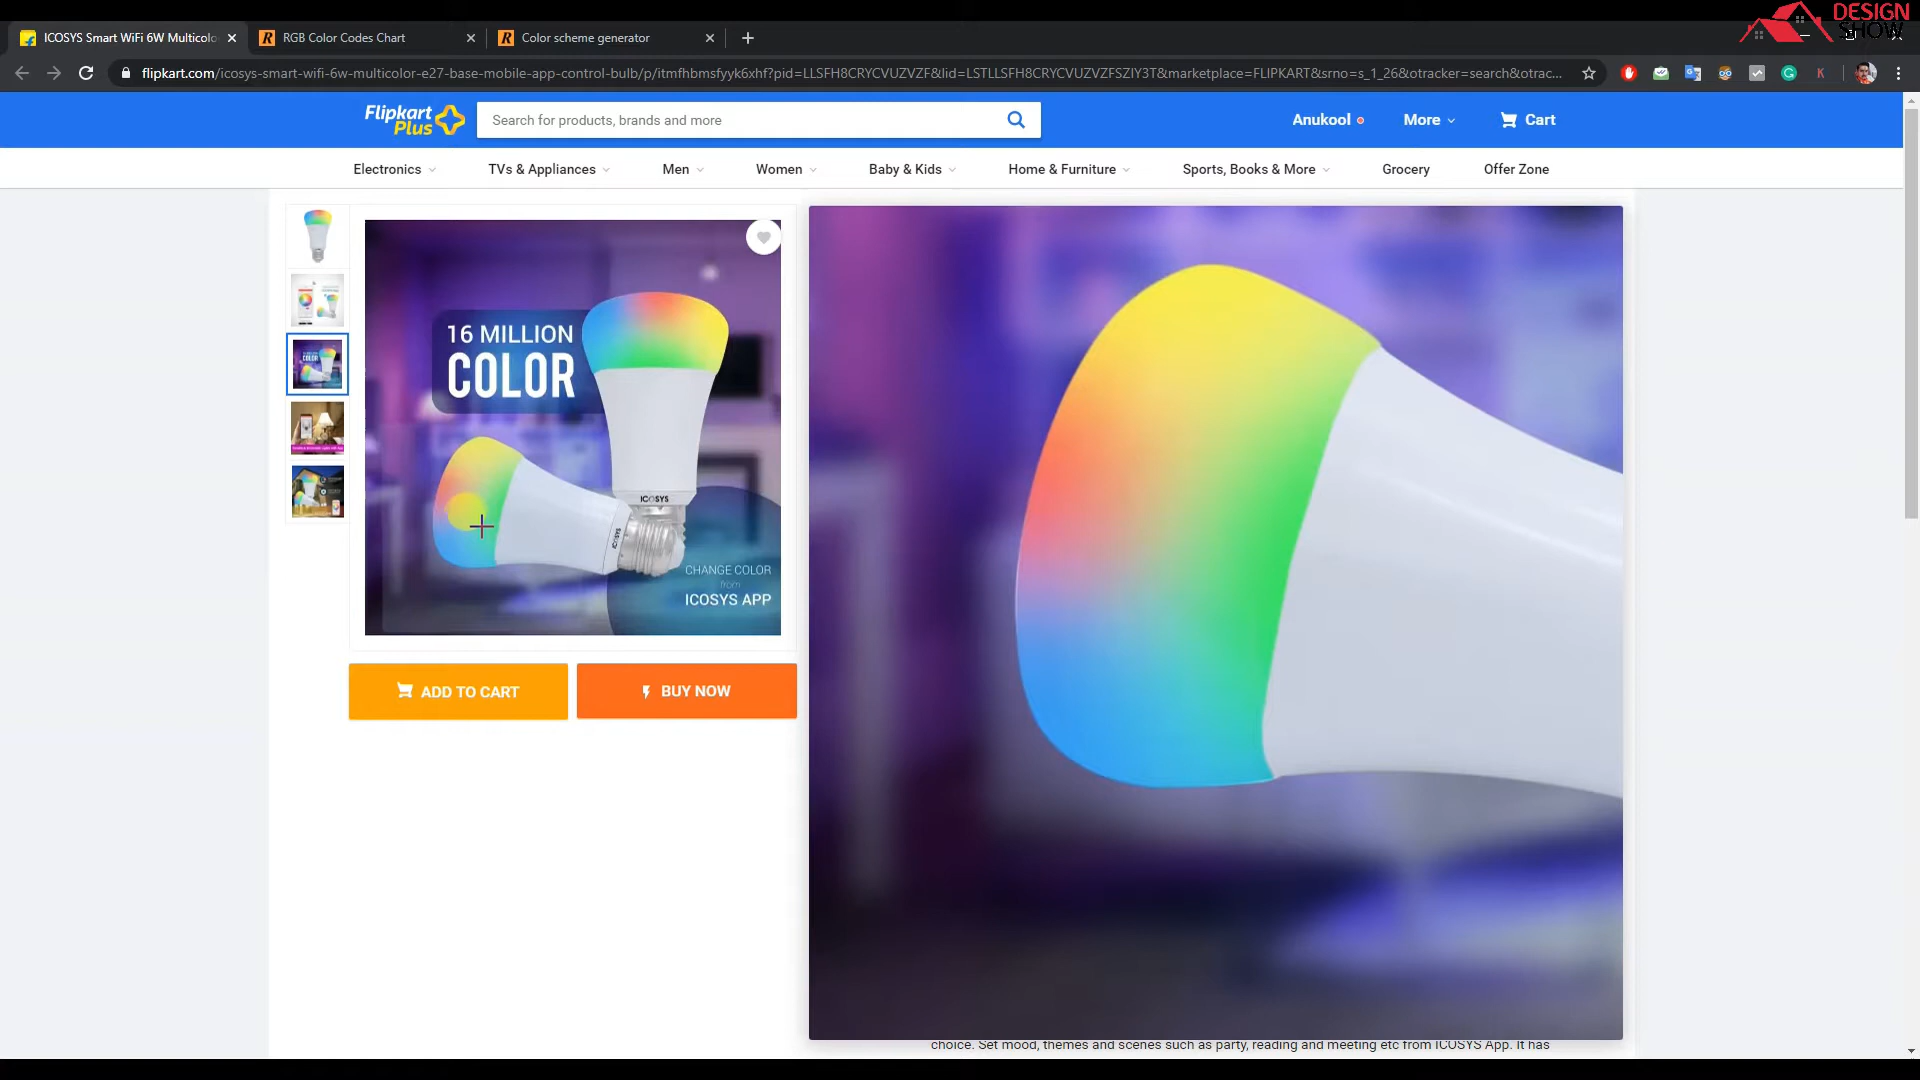 DESIGN
SHOW
ICOSYS Smart WiFi 6W Multicolo
RGB Color Codes Chart
Color scheme generator
flipkart.com/icosys-smart-wifi-6w-multicolor-e27-base-mobile-app-control-bulb/p/itmfhbmsfyyk6xhf?pid=LLSFH8CRYCVUZVZF&lid=LSTLLSFH8CRYCVUZVZFSZIY3T&marketplace=FLIPKART&srno=s_1_26&otracker=search&otrac...
Flipkart
Plus
Search for products, brands and more
Anukool
More
Cart
Electronics
TVs & Appliances
Men
Women
Baby & Kids
Home & Furniture
Sports, Books & More
Grocery
Offer Zone
16 MILLION
COLOR
ICOSYS
ICOSYS
CHANGE COLOR
from
ICOSYS APP
ADD TO CART
BUY NOW
choice. Set mood, themes and scenes such as party, reading and meeting etc from ICOSYS App. It has